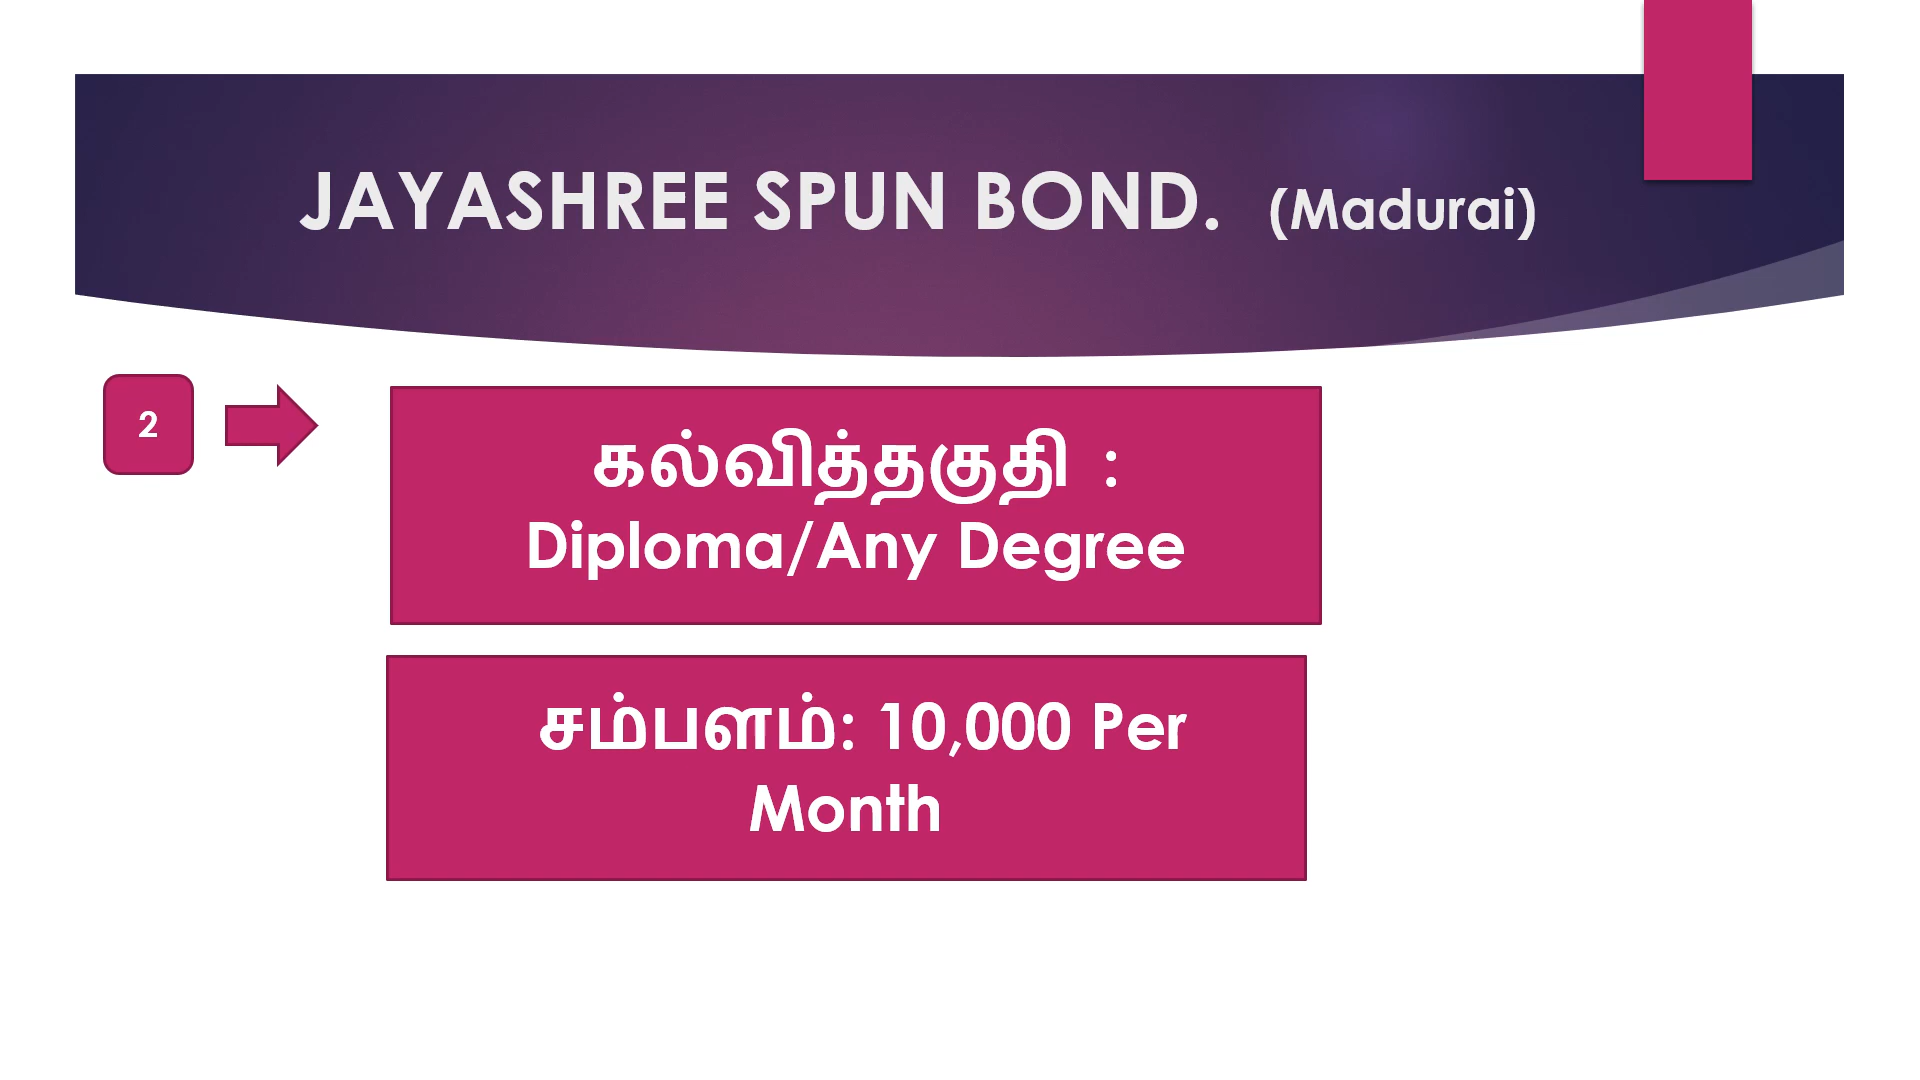 JAYASHREE SPUN BOND. (Madurai)
2
கல்வித்தகுதி :
Diploma/Any Degree
சம்பளம்: 10,000 Per
Month